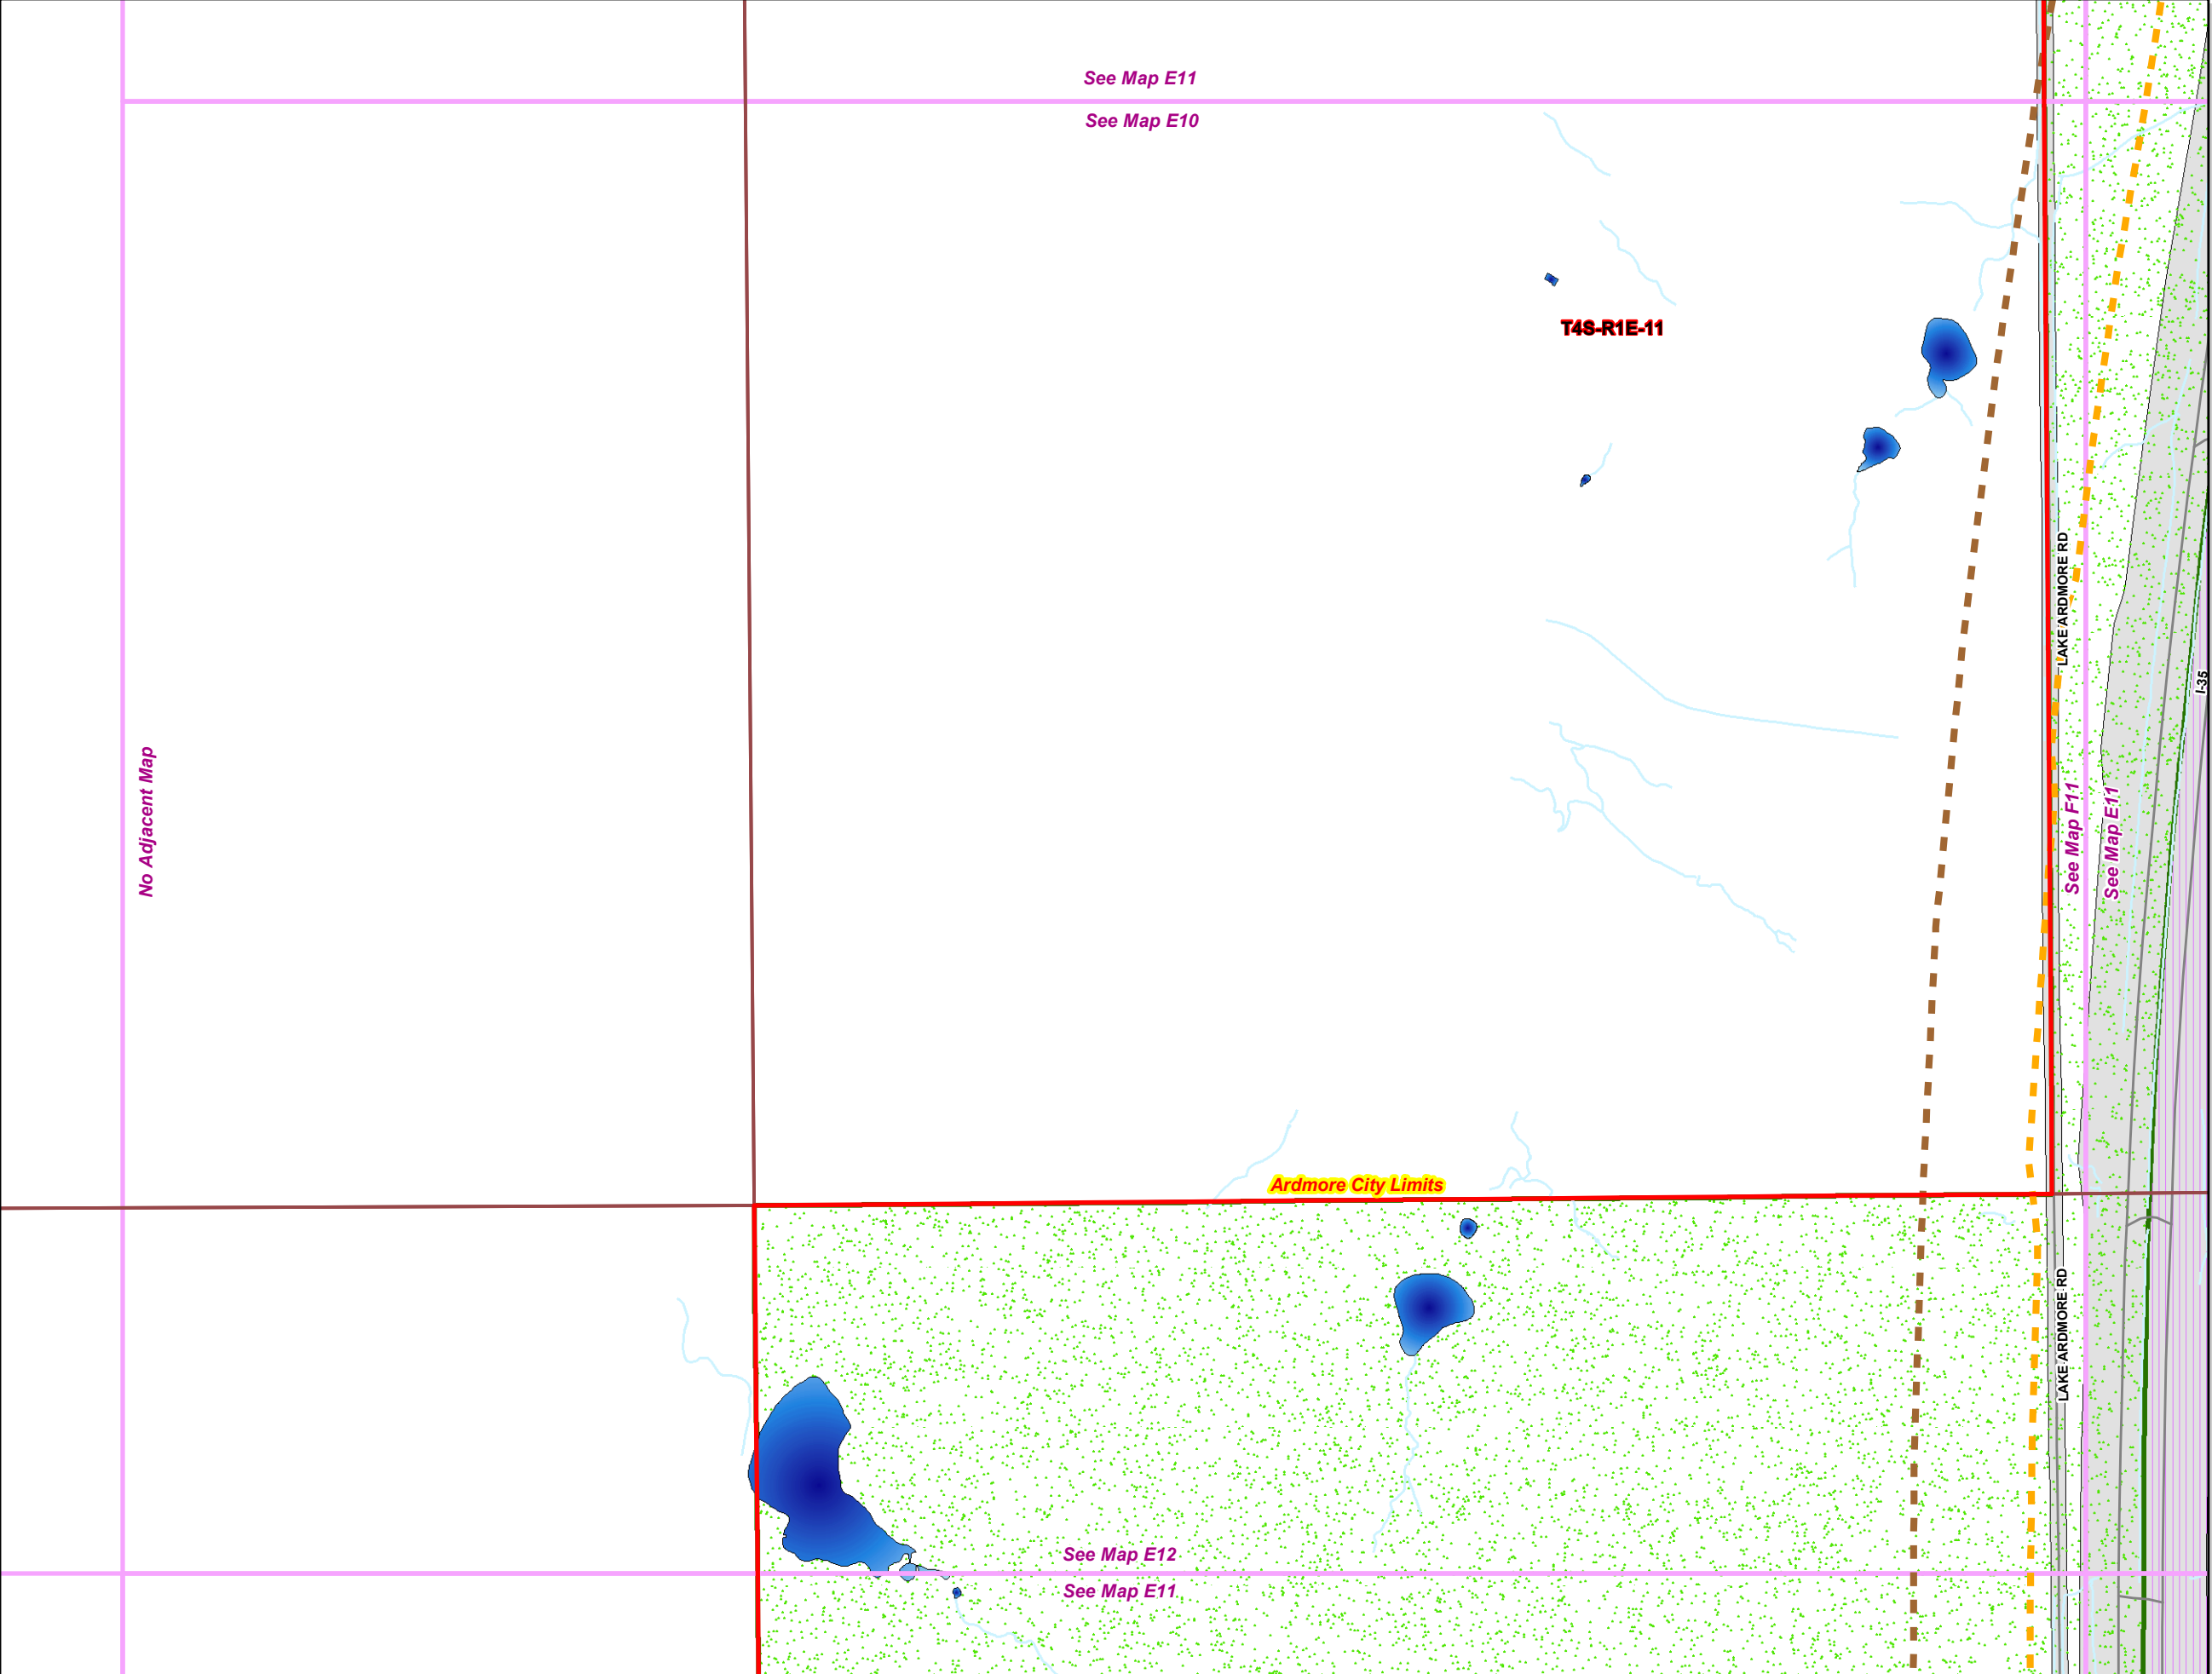 See Map E11
See Map E10
T4S-R1E-11
LAKE ARDMORE RD
I-35
No Adjacent Map
See Map F11
See Map E11
Ardmore City Limits
LAKE ARDMORE RD
See Map E12
See Map E11